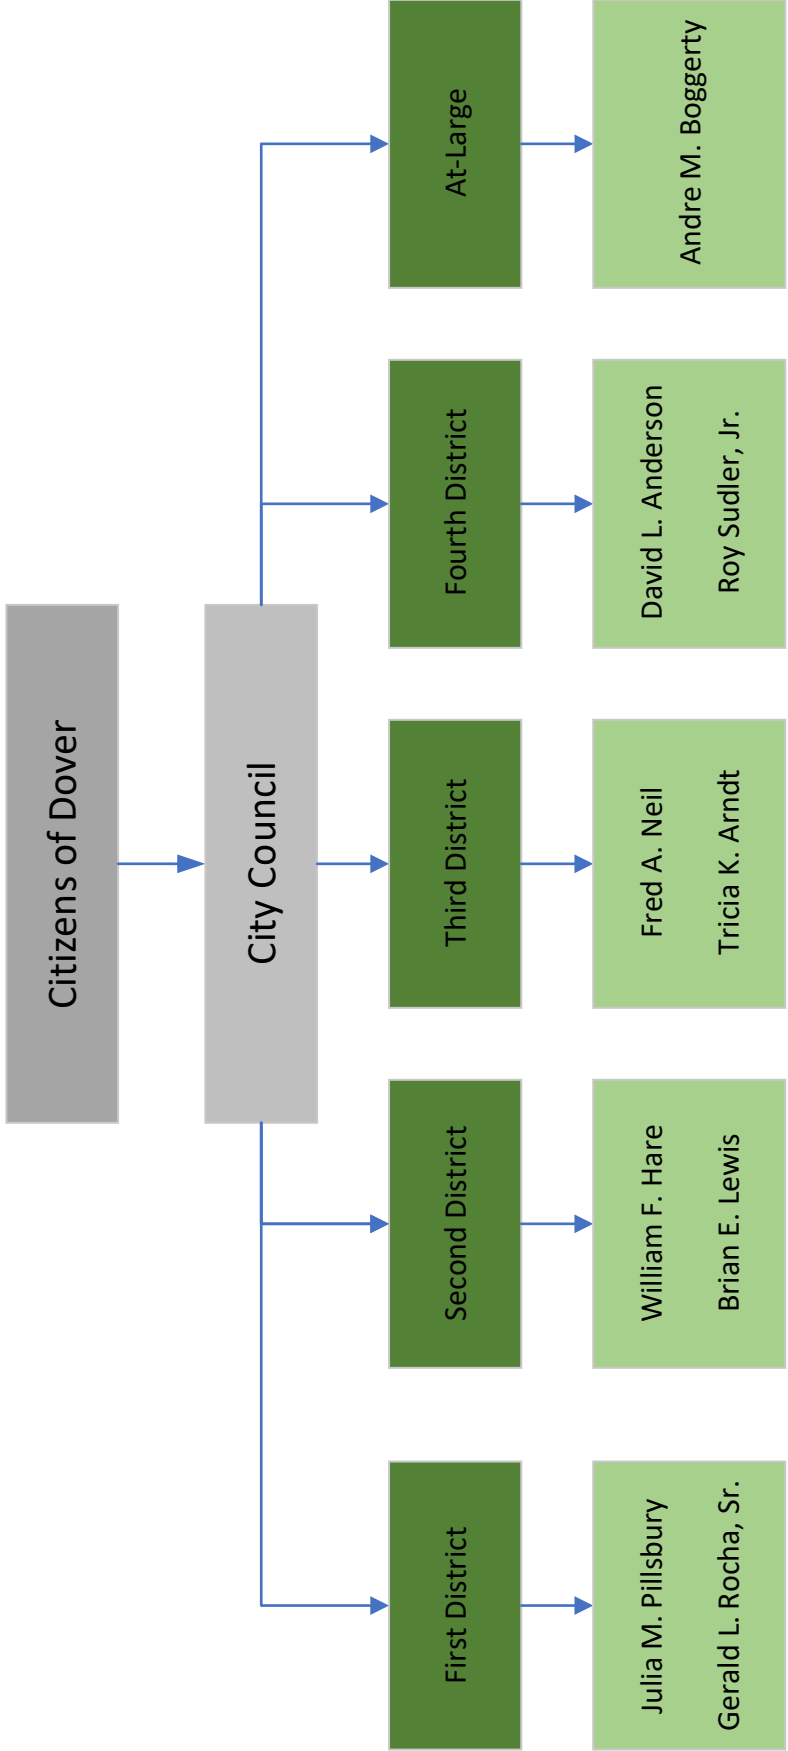 Citizens of Dover
City Council
First District
Second District
Third District
Fourth District
At-Large
Julia M. Pillsbury
Gerald L. Rocha, Sr.
William F. Hare
Brian E. Lewis
Fred A. Neil
Tricia K. Arndt
David L. Anderson
Roy Sudler, Jr.
Andre M. Boggerty